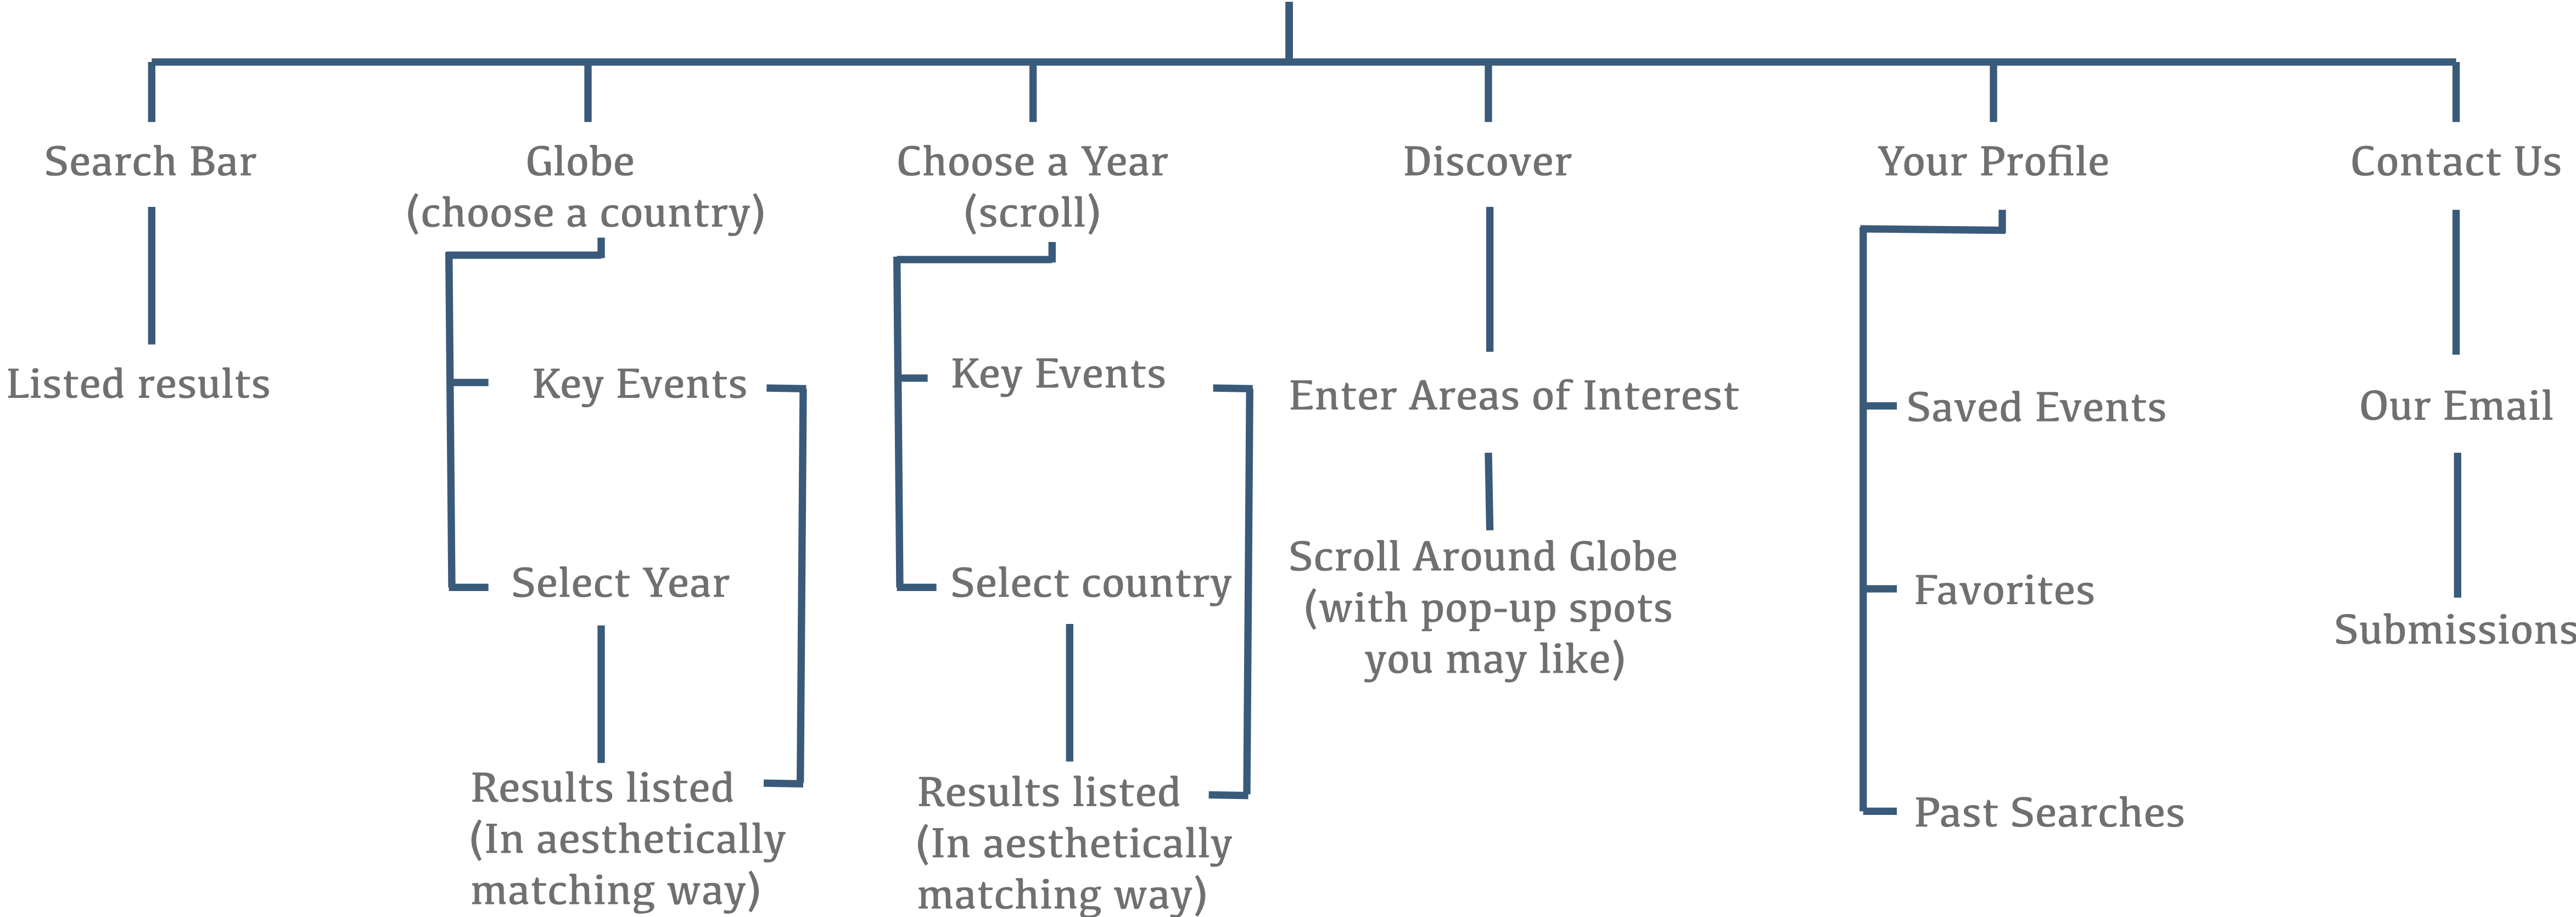 Search Bar
Listed results
Globe
(choose a country)
Key Events
Select Year
Results listed
(In aesthetically
matching way)
Choose a Year
(scroll)
Key Events
Select country
Results listed
(In aesthetically
matching way)
Discover
Enter Areas of Interest
Scroll Around Globe
(with pop-up spots
you may like)
Your Profile
Saved Events
Favorites
Past Searches
Contact Us
Our Email
Submissions